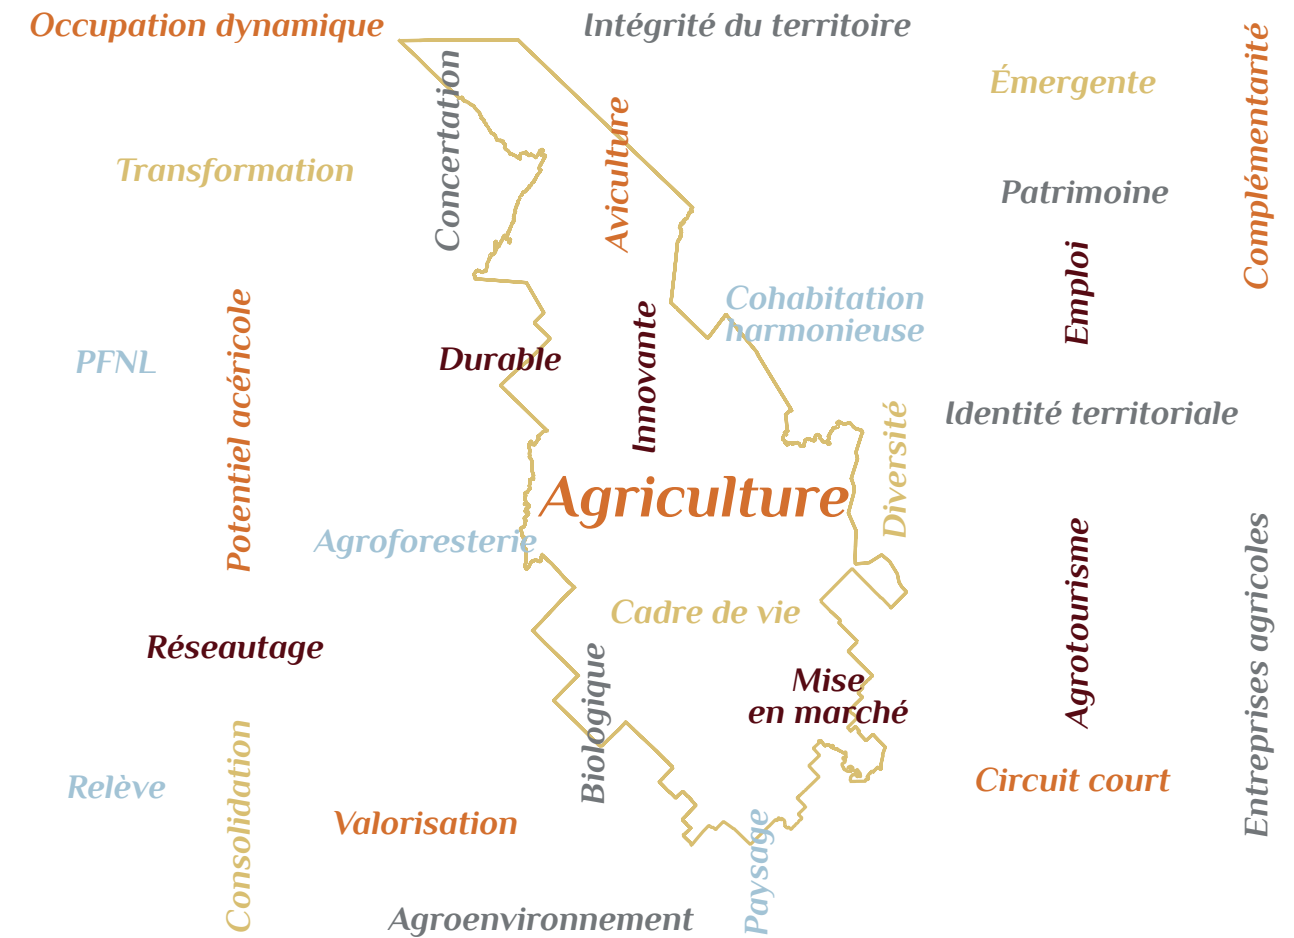 Occupation dynamique
Intégrité du territoire
Complémentarité
Émergente
Concertation
Aviculture
Transformation
Patrimoine
Emploi
Cohabitation
harmonieuse
Potentiel acéricole
PFNL
Durable
Innovante
Identité territoriale
Diversité
Agriculture
Agroforesterie
Entreprises agricoles
Agrotourisme
Cadre de vie
Réseautage
Biologique
Mise
en marché
Consolidation
Relève
Circuit court
Valorisation
Paysage
Agroenvironnement